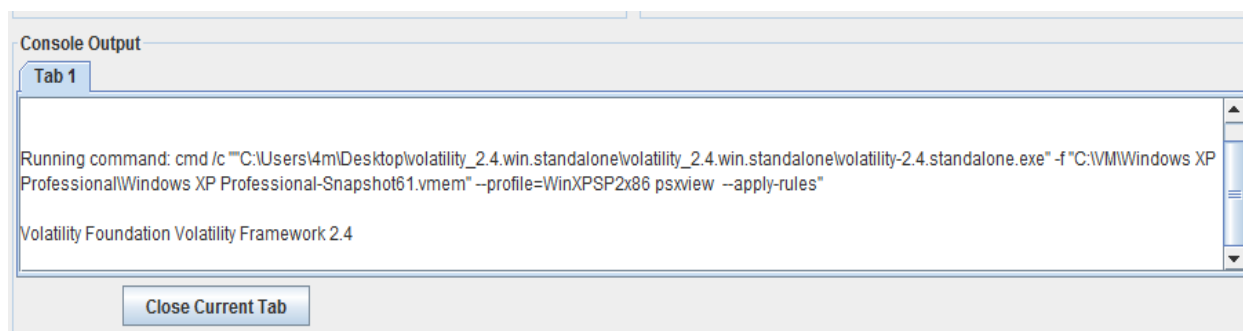 Console Output
Tab 1
Running command: cmd /c ""C:\Users\4m\Desktop\volatility_2.4.win.standalone\volatility_2.4.win.standalone\volatility-2.4.standalone.exe" -f "C:\VM\Windows XP
Professional\Windows XP Professional-Snapshot61.vmem" --profile=WinXPSP2x86 psxview  --apply-rules"
Volatility Foundation Volatility Framework 2.4
Close Current Tab